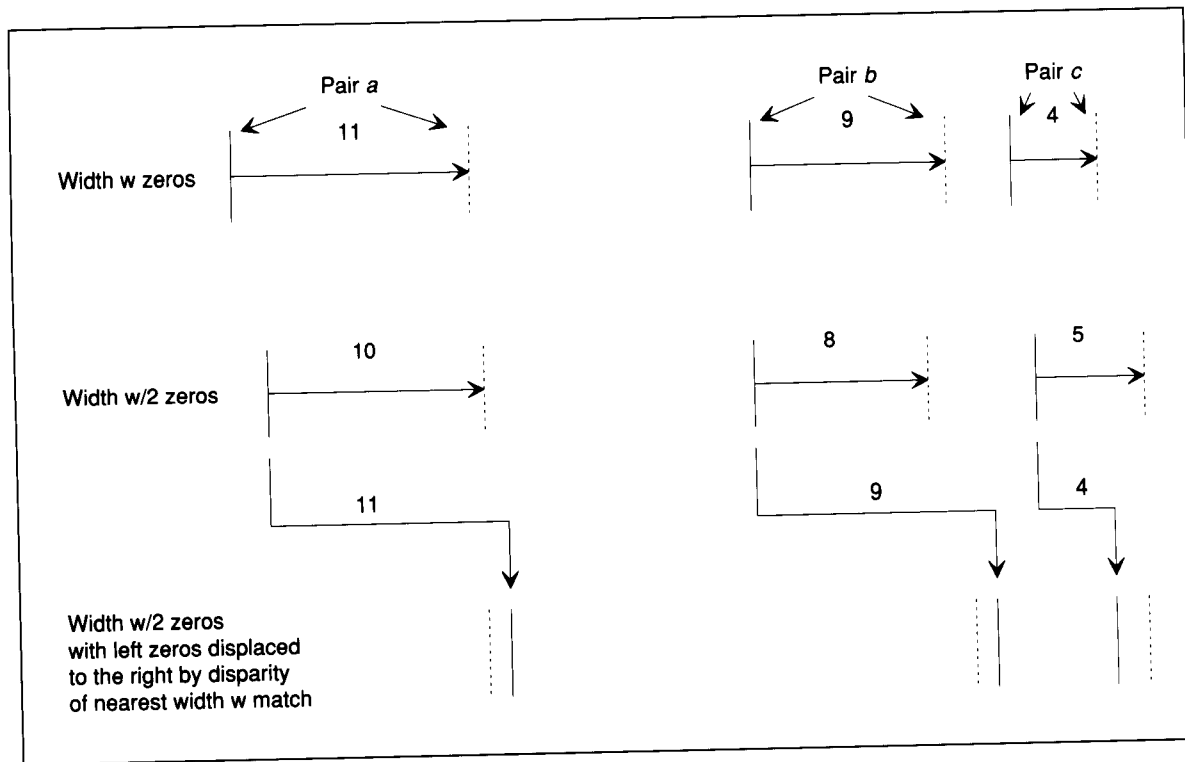 Pair a
Pair b
Pair c
11
9
4
Width w zeros
10
8
5
Width w/2 zeros
11
9
4
Width w/2 zeros
with left zeros displaced
to the right by disparity
of nearest width w match